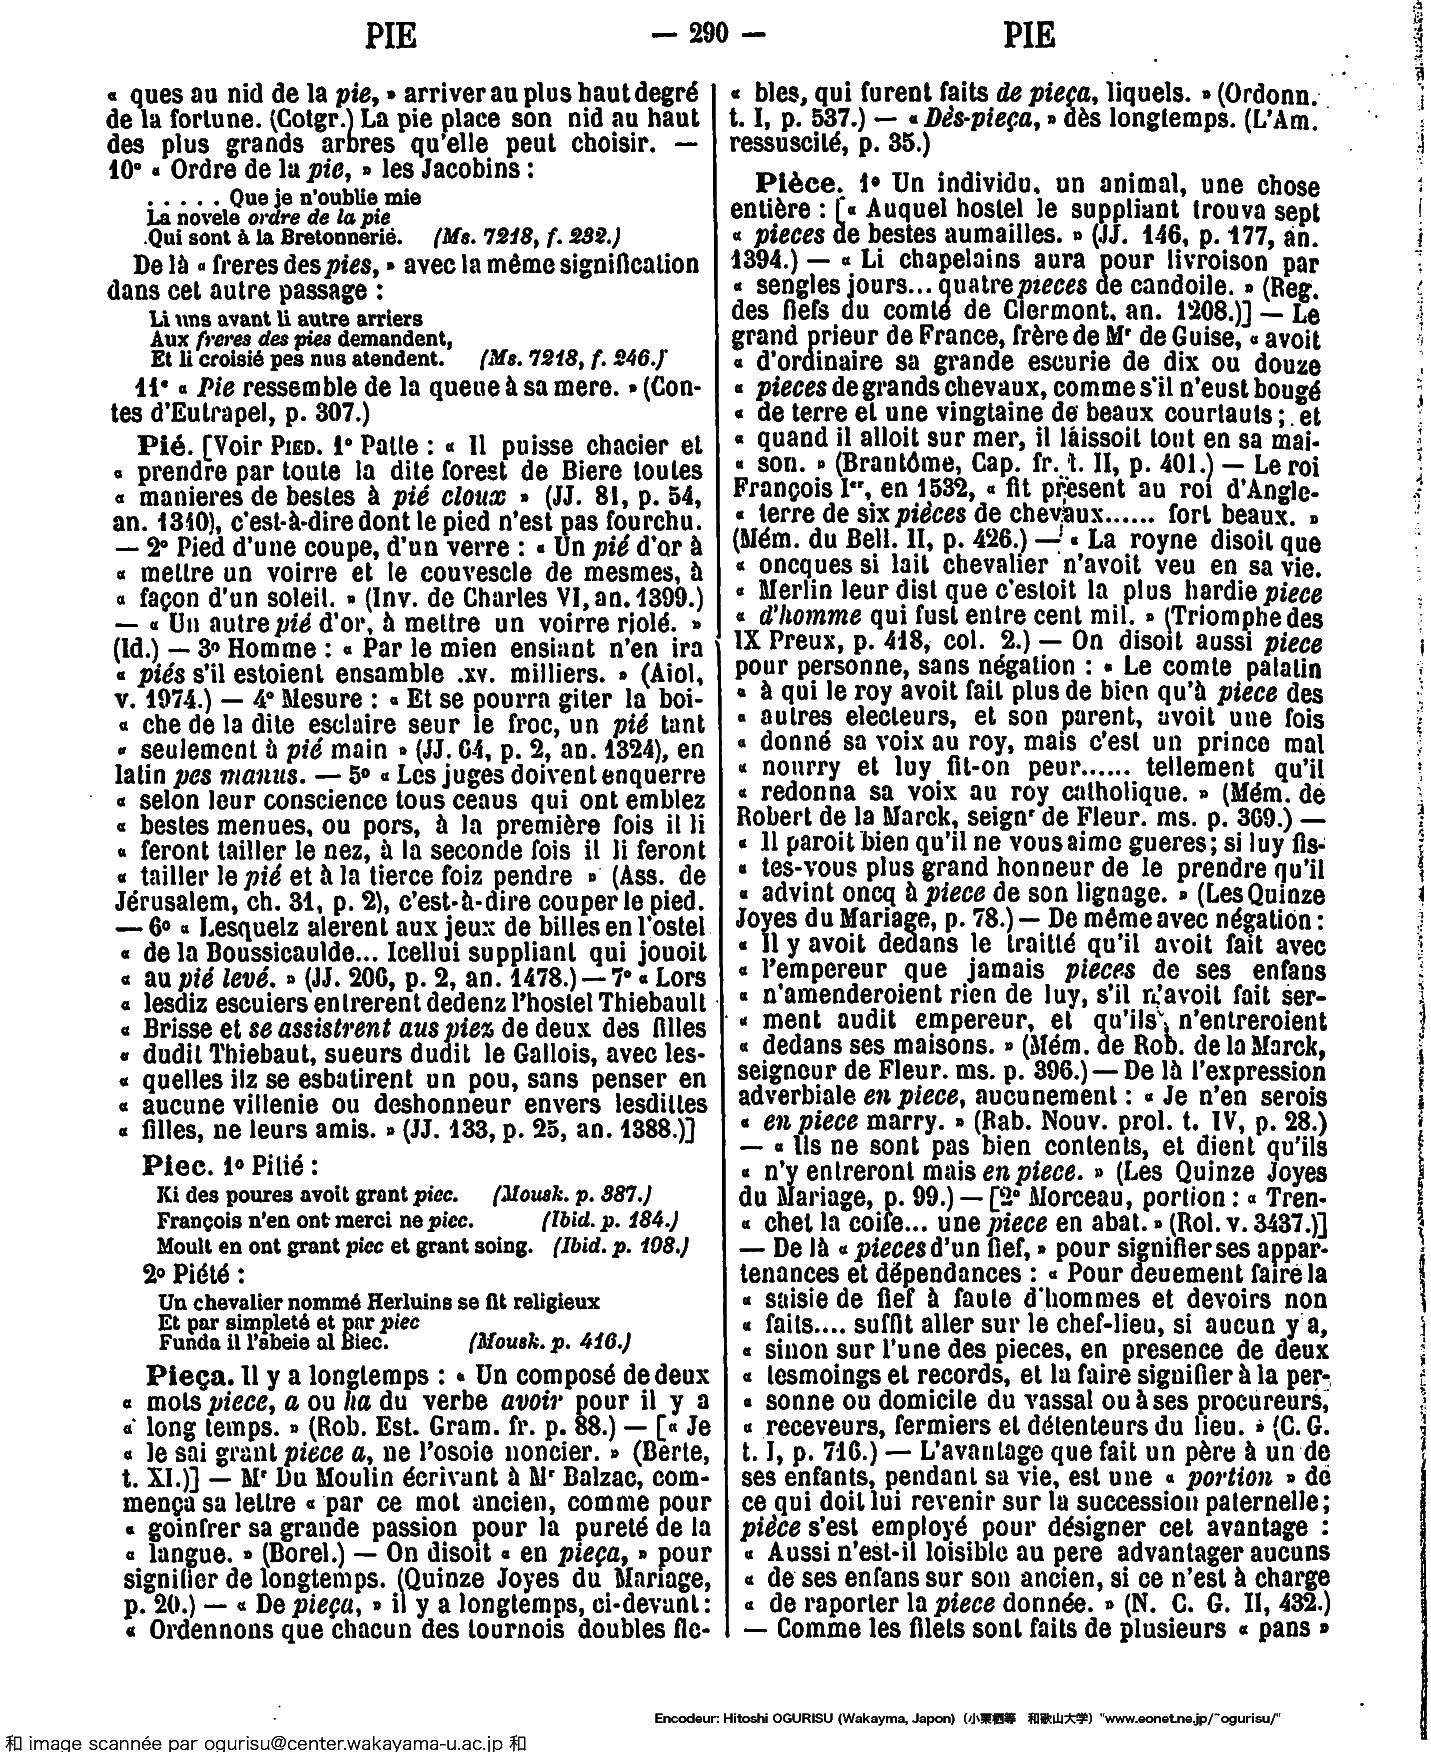 PIE — 290 — PIE
« ques au nid de la pie, » arriver au plus haut degré
de la fortune. (Cotgr.) La pie place son nid au haut
des plus grands arbres qu'elle peut choisir. —
10° « Ordre de la pie, » les Jacobins :
. . . . . Que je n'oublie mie
La novele ordre de la pie
Qui sont à la Bretonnerie. (Ms. 7218, f. 232.)
De là « freres des pies, » avec la même signification
dans cet autre passage :
Li uns avant li autre arriers
Aux freres des pies demandent,
Et li croisié pes nus atendent. (Ms. 7218, f. 246.)
11° « Pie ressemble de la queue à sa mere. » (Con-
tes d'Eutrapel, p. 307.)
Pié. [Voir PIED. 1° Patte : « Il puisse chacier et
« prendre par toute la dite forest de Biere toutes
« manieres de bestes à pié cloux » (JJ. 81, p. 54,
an. 1310), c'est-à-dire dont le pied n'est pas fourchu.
— 2° Pied d'une coupe, d'un verre : « Un pié d'or à
« mettre un voirre et le couvescle de mesmes, à
« façon d'un soleil. » (Inv. de Charles VI, an. 1399.)
— « Un autre pié d'or, à mettre un voirre riolé. »
(Id.) — 3° Homme : « Par le mien ensiant n'en ira
« piés s'il estoient ensamble .xv. milliers. » (Aiol,
v. 1974.) — 4° Mesure : « Et se pourra giter la boi-
« che de la dite esclaire seur le froc, un pié tant
« seulement à pié main » (JJ. 64, p. 2, an. 1324), en
latin pes manus. — 5° « Les juges doivent enquerre
« selon leur conscience tous ceaus qui ont emblez
« bestes menues, ou pors, à la première fois il li
« feront tailler le nez, à la seconde fois il li feront
« tailler le pié et à la tierce foiz pendre » (Ass. de
Jérusalem, ch. 31, p. 2), c'est-à-dire couper le pied.
— 6° « Lesquelz alerent aux jeux de billes en l'ostel
« de la Boussicaulde... Icellui suppliant qui jouoit
« au pié levé. » (JJ. 206, p. 2, an. 1478.) — 7° « Lors
« lesdiz escuiers entrerent dedenz l'hostel Thiebault
« Brisse et se assistrent aus piez de deux des filles
« dudit Thiebaut, sueurs dudit le Gallois, avec les-
« quelles ilz se esbatirent un pou, sans penser en
« aucune villenie ou deshonneur envers lesdittes
« filles, ne leurs amis. » (JJ. 133, p. 25, an. 1388.)]
Piec. 1° Pitié :
Ki des poures avoit grant piec. (Mousk. p. 387.)
François n'en ont merci ne piec. (Ibid. p. 184.)
Moult en ont grant piec et grant soing. (Ibid. p. 198.)
2° Piété :
Un chevalier nommé Herluins se fit religieux
Et par simpleté et par piec
Funda il l'abeie al Biec. (Mousk. p. 416.)
Pieça. Il y a longtemps : « Un composé de deux
« mots piece, a ou ha du verbe avoir pour il y a
« long temps. » (Rob. Est. Gram. fr. p. 88.) — [« Je
« le sai grant piece a, ne l'osoie noncier. » (Berte,
t. XI.)] — Mr Du Moulin écrivant à Mr Balzac, com-
mença sa lettre « par ce mot ancien, comme pour
« goinfrer sa grande passion pour la pureté de la
« langue. » (Borel.) — On disoit « en pieça, » pour
signifier de longtemps. (Quinze Joyes du Mariage,
p. 20.) — « De pieça, » il y a longtemps, ci-devant :
« Ordennons que chacun des tournois doubles fie-
« bles, qui furent faits de pieça, liquels. » (Ordonn.
t. I, p. 537.) — « Dès-pieça, » dès longtemps. (L'Am.
ressuscité, p. 35.)
Pièce. 1° Un individu, un animal, une chose
entière : [« Auquel hostel le suppliant trouva sept
« pieces de bestes aumailles. » (JJ. 146, p. 177, an.
1394.) — « Li chapelains aura pour livroison par
« sengles jours... quatre pieces de candoile. » (Reg.
des fiefs du comté de Clermont, an. 1208.)] — Le
grand prieur de France, frère de Mr de Guise, « avoit
« d'ordinaire sa grande escurie de dix ou douze
« pieces de grands chevaux, comme s'il n'eust bougé
« de terre et une vingtaine de beaux courtauts ; et
« quand il alloit sur mer, il laissoit tout en sa mai-
« son. » (Brantôme, Cap. fr. t. II, p. 401.) — Le roi
François Ier, en 1532, « fit présent au roi d'Angle-
« terre de six pièces de chevaux...... fort beaux. »
(Mém. du Bell. II, p. 426.) — « La royne disoit que
« oncques si lait chevalier n'avoit veu en sa vie.
« Merlin leur dist que c'estoit la plus hardie piece
« d'homme qui fust entre cent mil. » (Triomphe des
IX Preux, p. 418, col. 2.) — On disoit aussi piece
pour personne, sans négation : « Le comte palatin
« à qui le roy avoit fait plus de bien qu'à piece des
« autres electeurs, et son parent, avoit une fois
« donné sa voix au roy, mais c'est un prince mal
« nourry et luy fit-on peur...... tellement qu'il
« redonna sa voix au roy catholique. » (Mém. de
Robert de la Marck, seignr de Fleur. ms. p. 369.) —
« Il paroit bien qu'il ne vous aime gueres ; si luy fis-
« tes-vous plus grand honneur de le prendre qu'il
« advint oncq à piece de son lignage. » (Les Quinze
Joyes du Mariage, p. 78.) — De même avec négation :
« Il y avoit dedans le traitté qu'il avoit fait avec
« l'empereur que jamais pieces de ses enfans
« n'amenderoient rien de luy, s'il n'avoit fait ser-
« ment audit empereur, et qu'ils n'entreroient
« dedans ses maisons. » (Mém. de Rob. de la Marck,
seigneur de Fleur. ms. p. 396.) — De là l'expression
adverbiale en piece, aucunement : « Je n'en serois
« en piece marry. » (Rab. Nouv. prol. t. IV, p. 28.)
— « Ils ne sont pas bien contents, et dient qu'ils
« n'y entreront mais en piece. » (Les Quinze Joyes
du Mariage, p. 99.) — [2° Morceau, portion : « Tren-
« chet la coife... une piece en abat. » (Rol. v. 3437.)]
— De là « pieces d'un fief, » pour signifier ses appar-
tenances et dépendances : « Pour deuement faire la
« saisie de fief à faute d'hommes et devoirs non
« faits.... suffit aller sur le chef-lieu, si aucun y a,
« sinon sur l'une des pieces, en presence de deux
« tesmoings et records, et la faire signifier à la per-
« sonne ou domicile du vassal ou à ses procureurs,
« receveurs, fermiers et détenteurs du lieu. » (C. G.
t. I, p. 716.) — L'avantage que fait un père à un de
ses enfants, pendant sa vie, est une « portion » de
ce qui doit lui revenir sur la succession paternelle ;
pièce s'est employé pour désigner cet avantage :
« Aussi n'est-il loisible au pere advantager aucuns
« de ses enfans sur son ancien, si ce n'est à charge
« de raporter la piece donnée. » (N. C. G. II, 432.)
— Comme les filets sont faits de plusieurs « pans »
Encodeur: Hitoshi OGURISU (Wakayma, Japon) (小栗栖等 和歌山大学) "www.eonet.ne.jp/~ogurisu/"
和 image scannée par ogurisu@center.wakayama-u.ac.jp 和